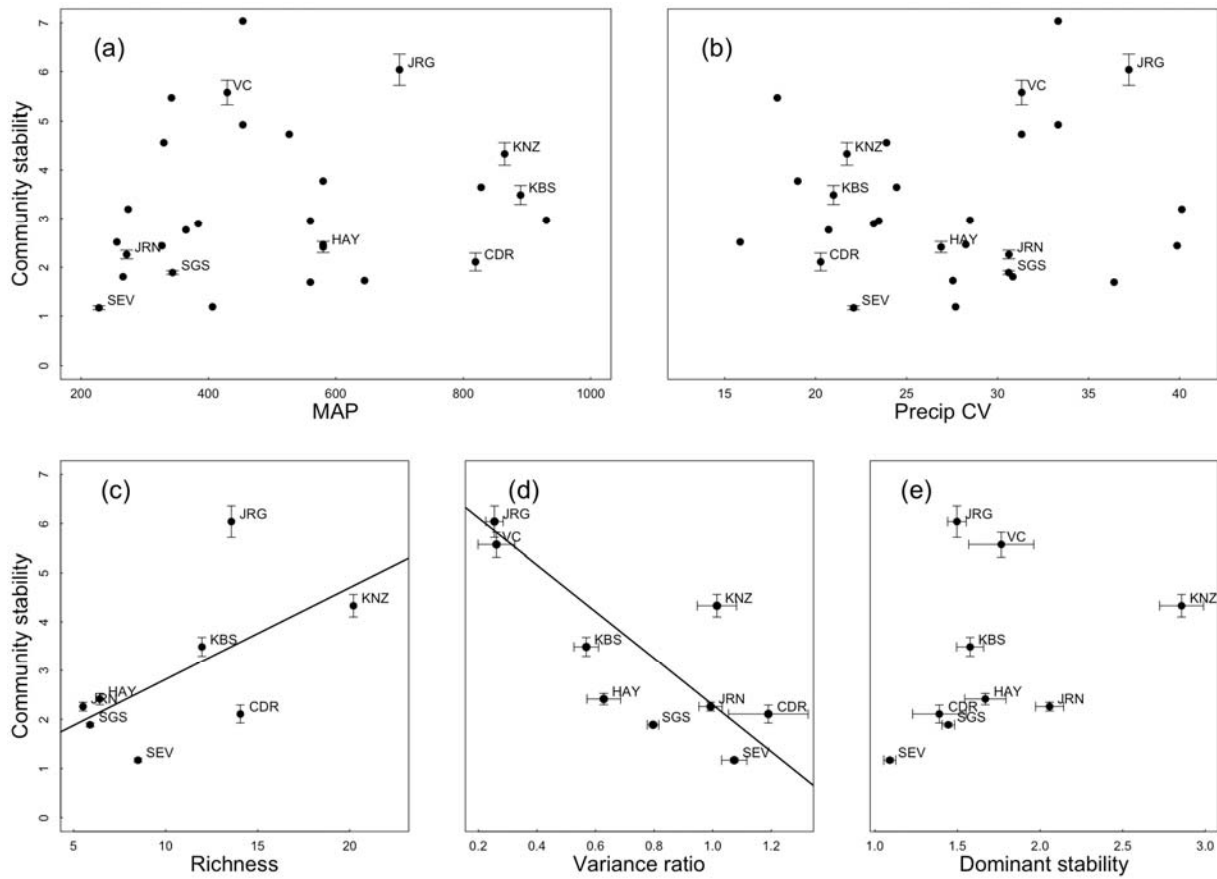 (a)
Community stability
7
6
5
4
3
2
1
0
JRG
VC
KNZ
KBS
HAY
JRN
CDR
SGS
SEV
200 400 600 800 1000
MAP
(b)
JRG
VC
KNZ
KBS
HAY
JRN
CDR
SGS
SEV
15 20 25 30 35 40
Precip CV
(c)
Community stability
7
6
5
4
3
2
1
0
JRG
KNZ
KBS
HAY
JRN
CDR
SGS
SEV
5 10 15 20
Richness
(d)
JRG
VC
KNZ
KBS
HAY
JRN
CDR
SGS
SEV
0.2 0.4 0.6 0.8 1.0 1.2
Variance ratio
(e)
JRG
VC
KNZ
KBS
HAY
JRN
CDR
SGS
SEV
1.0 1.5 2.0 2.5 3.0
Dominant stability